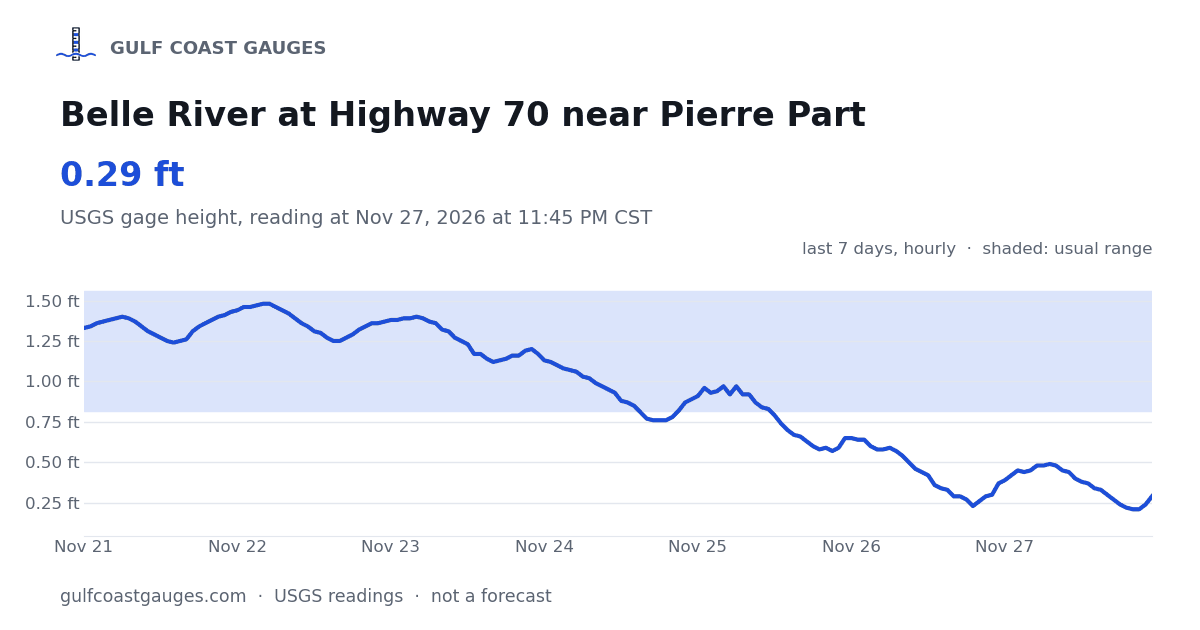 GULF COAST GAUGES
Belle River at Highway 70 near Pierre Part
0.29 ft
USGS gage height, reading at Nov 27, 2026 at 11:45 PM CST
last 7 days, hourly · shaded: usual range
1.50 ft
1.25 ft
1.00 ft
0.75 ft
0.50 ft
0.25 ft
Nov 21 Nov 22 Nov 23 Nov 24 Nov 25 Nov 26 Nov 27
gulfcoastgauges.com · USGS readings · not a forecast